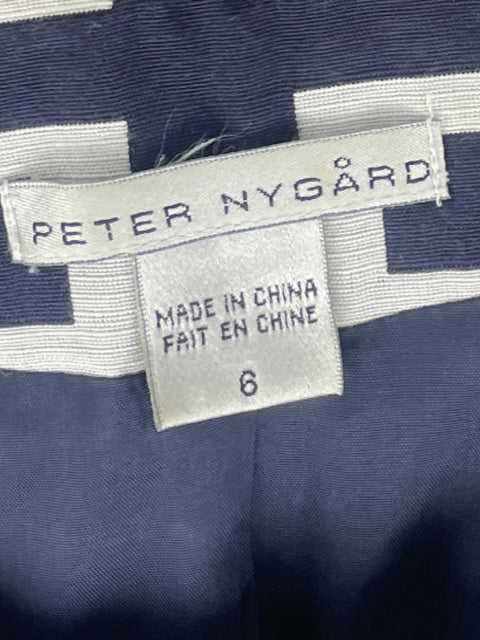 PETER NYGÅRD
MADE IN CHINA
FAIT EN CHINE
6